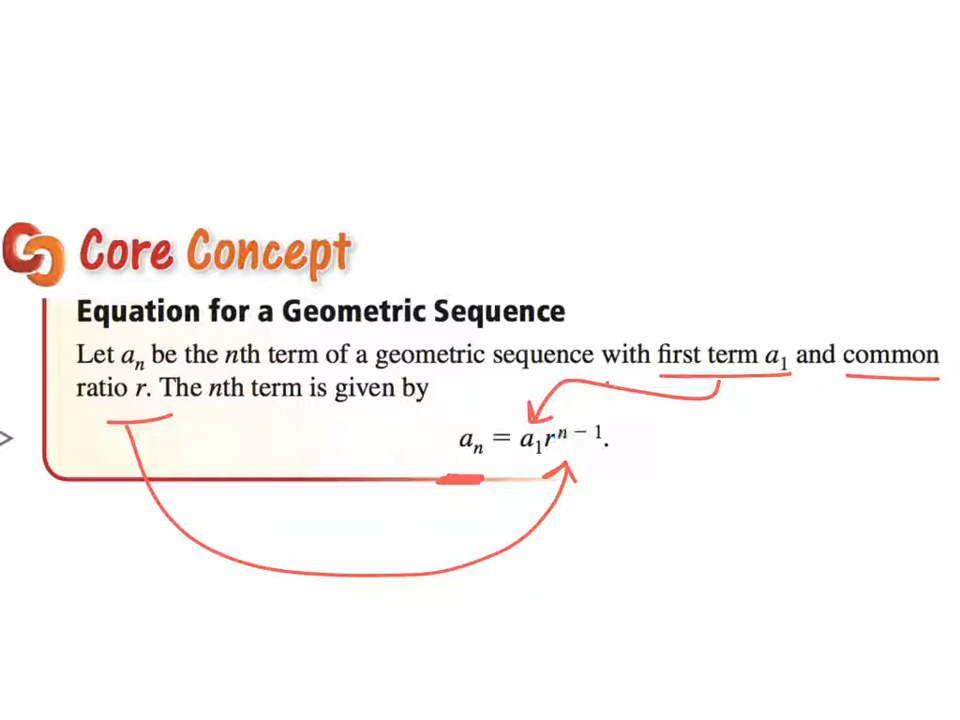 Core Concept
Equation for a Geometric Sequence
Let aₙ be the nth term of a geometric sequence with first term a₁ and common
ratio r. The nth term is given by
aₙ = a₁rⁿ⁻¹.